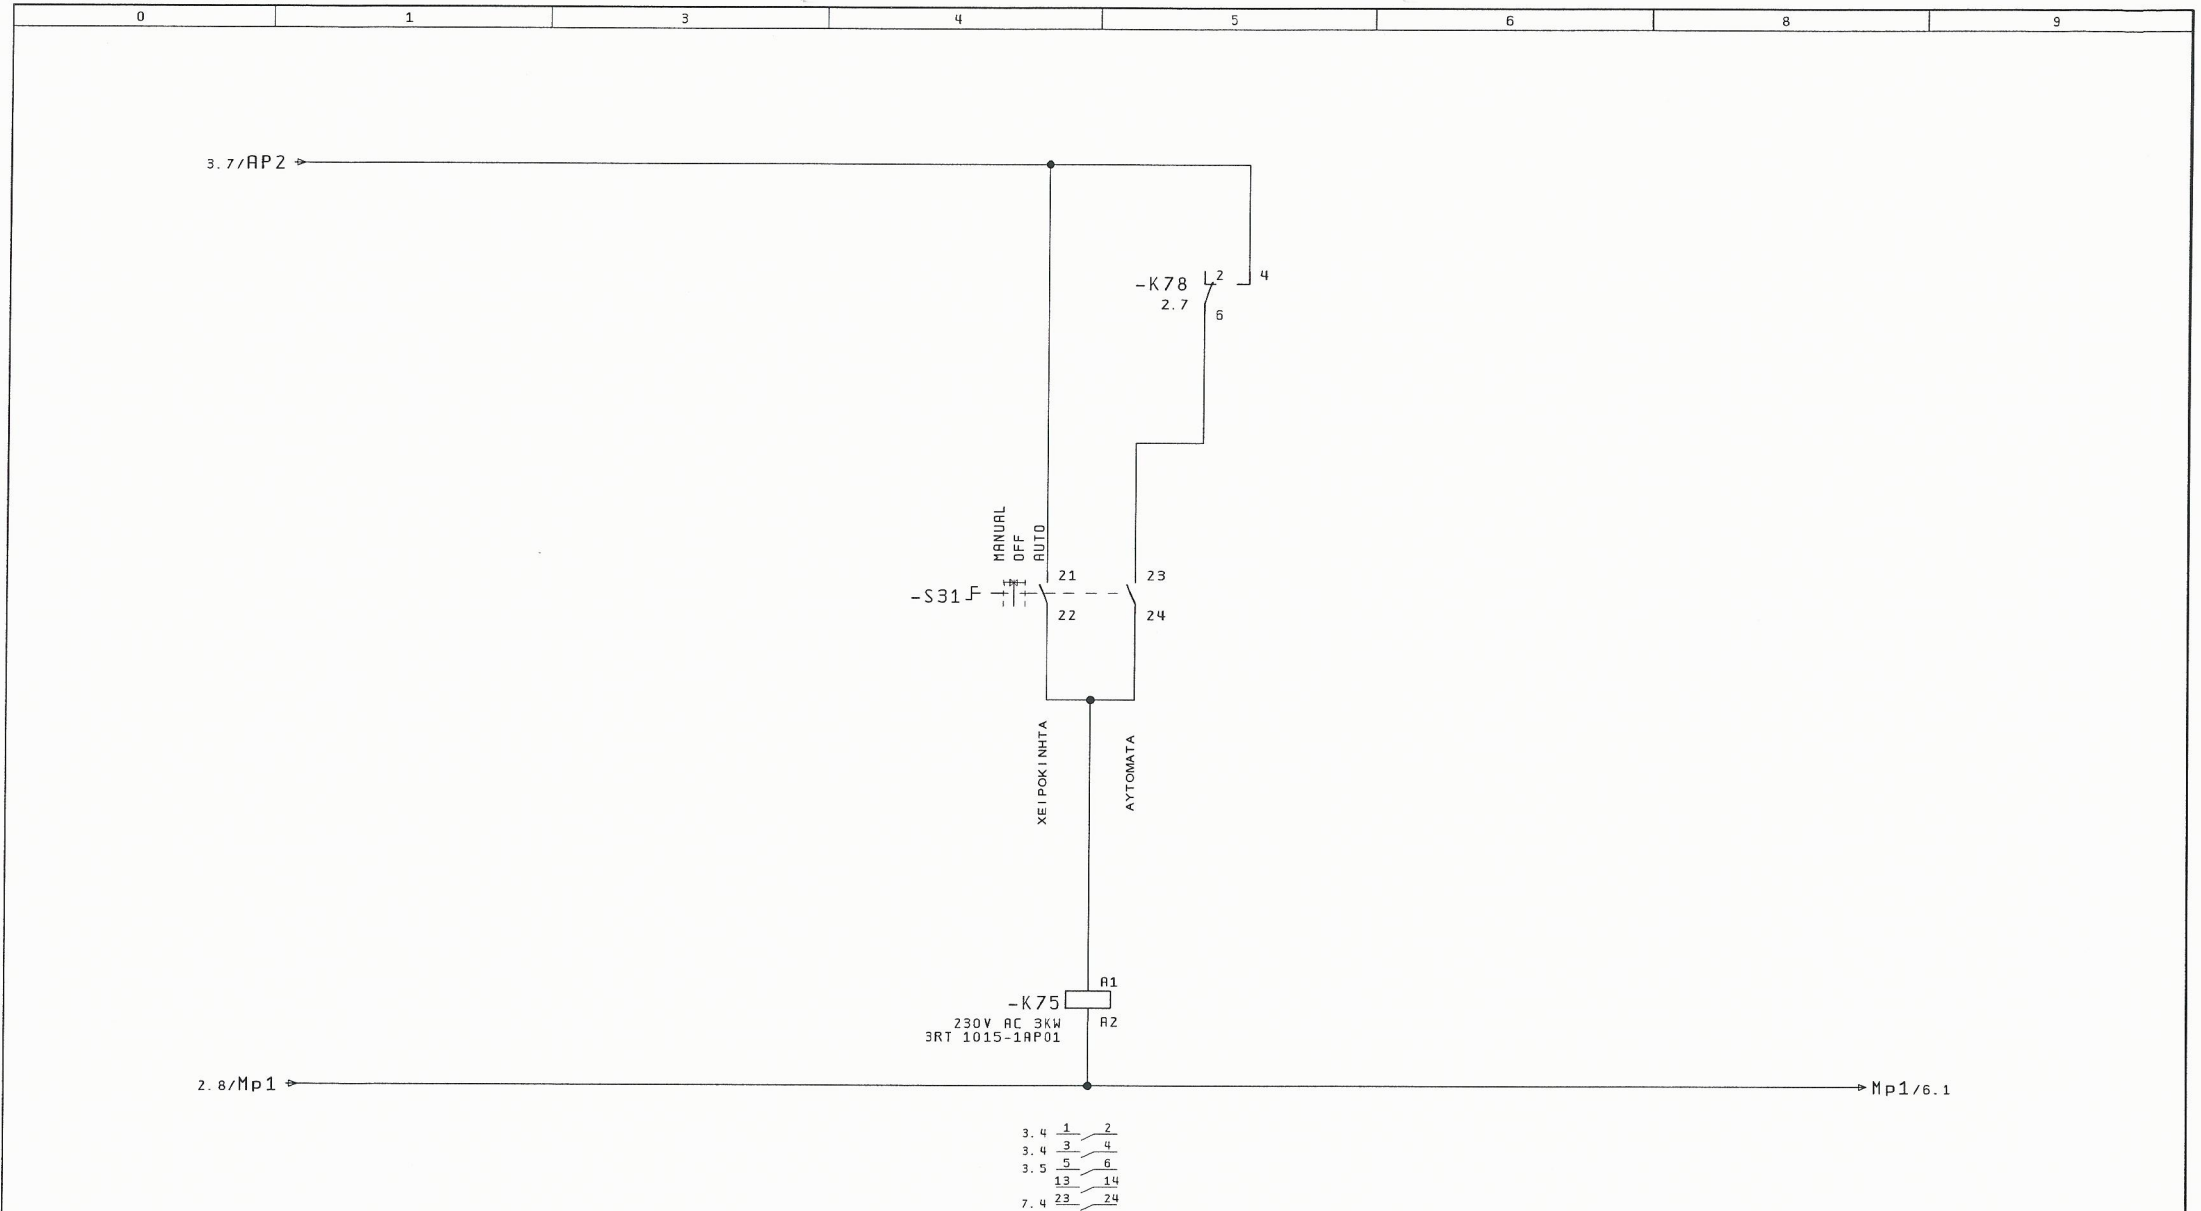 0 1 3 4 5 6 8 9
3.7/AP2
-K78 2 4
2.7
6
MANUAL
OFF
AUTO
21 23
-S31
22 24
ΧΕΙΡΟΚΙΝΗΤΑ
ΑΥΤΟΜΑΤΑ
A1
-K75
230V AC 3KW A2
3RT 1015-1AP01
2.8/Mp1 Mp1/6.1
3.4 1 2
3.4 3 4
3.5 5 6
13 14
7.4 23 24